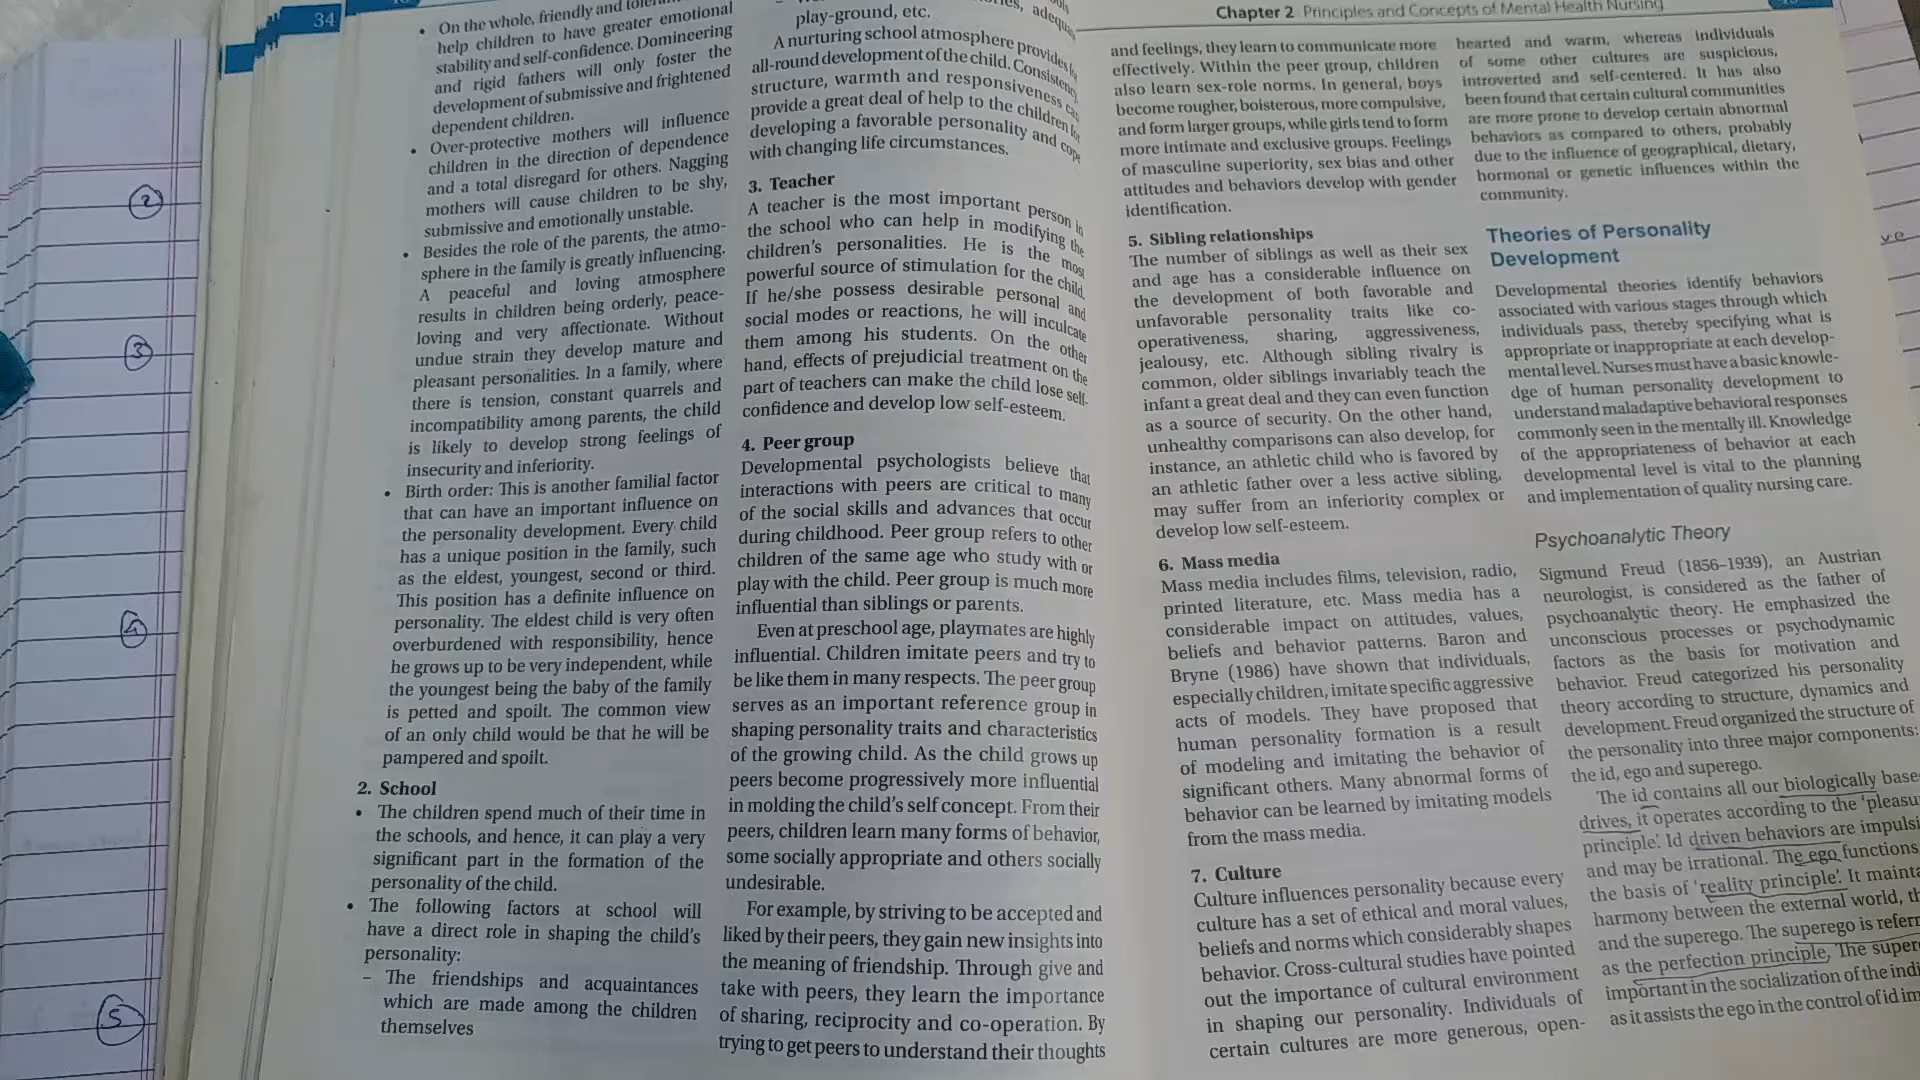 34
• On the whole, friendly and
help children to have greater emotional
stability and self-confidence. Domineering
and rigid fathers will only foster the
development of submissive and frightened
dependent children.
• Over-protective mothers will influence
children in the direction of dependence
and a total disregard for others. Nagging
mothers will cause children to be shy,
submissive and emotionally unstable.
• Besides the role of the parents, the atmo-
sphere in the family is greatly influencing.
A peaceful and loving atmosphere
results in children being orderly, peace-
loving and very affectionate. Without
undue strain they develop mature and
pleasant personalities. In a family, where
there is tension, constant quarrels and
incompatibility among parents, the child
is likely to develop strong feelings of
insecurity and inferiority.
• Birth order: This is another familial factor
that can have an important influence on
the personality development. Every child
has a unique position in the family, such
as the eldest, youngest, second or third.
This position has a definite influence on
personality. The eldest child is very often
overburdened with responsibility, hence
he grows up to be very independent, while
the youngest being the baby of the family
is petted and spoilt. The common view
of an only child would be that he will be
pampered and spoilt.
2. School
• The children spend much of their time in
the schools, and hence, it can play a very
significant part in the formation of the
personality of the child.
• The following factors at school will
have a direct role in shaping the child's
personality:
– The friendships and acquaintances
which are made among the children
themselves
play-ground, etc.
A nurturing school atmosphere provides
all-round development of the child. Consistency,
structure, warmth and responsiveness can
provide a great deal of help to the children for
developing a favorable personality and cope
with changing life circumstances.
3. Teacher
A teacher is the most important person in
the school who can help in modifying the
children's personalities. He is the most
powerful source of stimulation for the child.
If he/she possess desirable personal and
social modes or reactions, he will inculcate
them among his students. On the other
hand, effects of prejudicial treatment on the
part of teachers can make the child lose self-
confidence and develop low self-esteem.
4. Peer group
Developmental psychologists believe that
interactions with peers are critical to many
of the social skills and advances that occur
during childhood. Peer group refers to other
children of the same age who study with or
play with the child. Peer group is much more
influential than siblings or parents.
Even at preschool age, playmates are highly
influential. Children imitate peers and try to
be like them in many respects. The peer group
serves as an important reference group in
shaping personality traits and characteristics
of the growing child. As the child grows up
peers become progressively more influential
in molding the child's self concept. From their
peers, children learn many forms of behavior,
some socially appropriate and others socially
undesirable.
For example, by striving to be accepted and
liked by their peers, they gain new insights into
the meaning of friendship. Through give and
take with peers, they learn the importance
of sharing, reciprocity and co-operation. By
trying to get peers to understand their thoughts
Chapter 2 Principles and Concepts of Mental Health Nursing
and feelings, they learn to communicate more
effectively. Within the peer group, children
also learn sex-role norms. In general, boys
become rougher, boisterous, more compulsive,
and form larger groups, while girls tend to form
more intimate and exclusive groups. Feelings
of masculine superiority, sex bias and other
attitudes and behaviors develop with gender
identification.
5. Sibling relationships
The number of siblings as well as their sex
and age has a considerable influence on
the development of both favorable and
unfavorable personality traits like co-
operativeness, sharing, aggressiveness,
jealousy, etc. Although sibling rivalry is
common, older siblings invariably teach the
infant a great deal and they can even function
as a source of security. On the other hand,
unhealthy comparisons can also develop, for
instance, an athletic child who is favored by
an athletic father over a less active sibling,
may suffer from an inferiority complex or
develop low self-esteem.
6. Mass media
Mass media includes films, television, radio,
printed literature, etc. Mass media has a
considerable impact on attitudes, values,
beliefs and behavior patterns. Baron and
Bryne (1986) have shown that individuals,
especially children, imitate specific aggressive
acts of models. They have proposed that
human personality formation is a result
of modeling and imitating the behavior of
significant others. Many abnormal forms of
behavior can be learned by imitating models
from the mass media.
7. Culture
Culture influences personality because every
culture has a set of ethical and moral values,
beliefs and norms which considerably shapes
behavior. Cross-cultural studies have pointed
out the importance of cultural environment
in shaping our personality. Individuals of
certain cultures are more generous, open-
hearted and warm, whereas individuals
of some other cultures are suspicious,
introverted and self-centered. It has also
been found that certain cultural communities
are more prone to develop certain abnormal
behaviors as compared to others, probably
due to the influence of geographical, dietary,
hormonal or genetic influences within the
community.
Theories of Personality
Development
Developmental theories identify behaviors
associated with various stages through which
individuals pass, thereby specifying what is
appropriate or inappropriate at each develop-
mental level. Nurses must have a basic knowle-
dge of human personality development to
understand maladaptive behavioral responses
commonly seen in the mentally ill. Knowledge
of the appropriateness of behavior at each
developmental level is vital to the planning
and implementation of quality nursing care.
Psychoanalytic Theory
Sigmund Freud (1856–1939), an Austrian
neurologist, is considered as the father of
psychoanalytic theory. He emphasized the
unconscious processes or psychodynamic
factors as the basis for motivation and
behavior. Freud categorized his personality
theory according to structure, dynamics and
development. Freud organized the structure of
the personality into three major components:
the id, ego and superego.
The id contains all our biologically base
drives, it operates according to the 'pleasu
principle'. Id driven behaviors are impulsi
and may be irrational. The ego functions
the basis of 'reality principle'. It mainta
harmony between the external world, th
and the superego. The superego is referr
as the perfection principle, The super
important in the socialization of the indi
as it assists the ego in the control of id im
2
3
4
5
ve